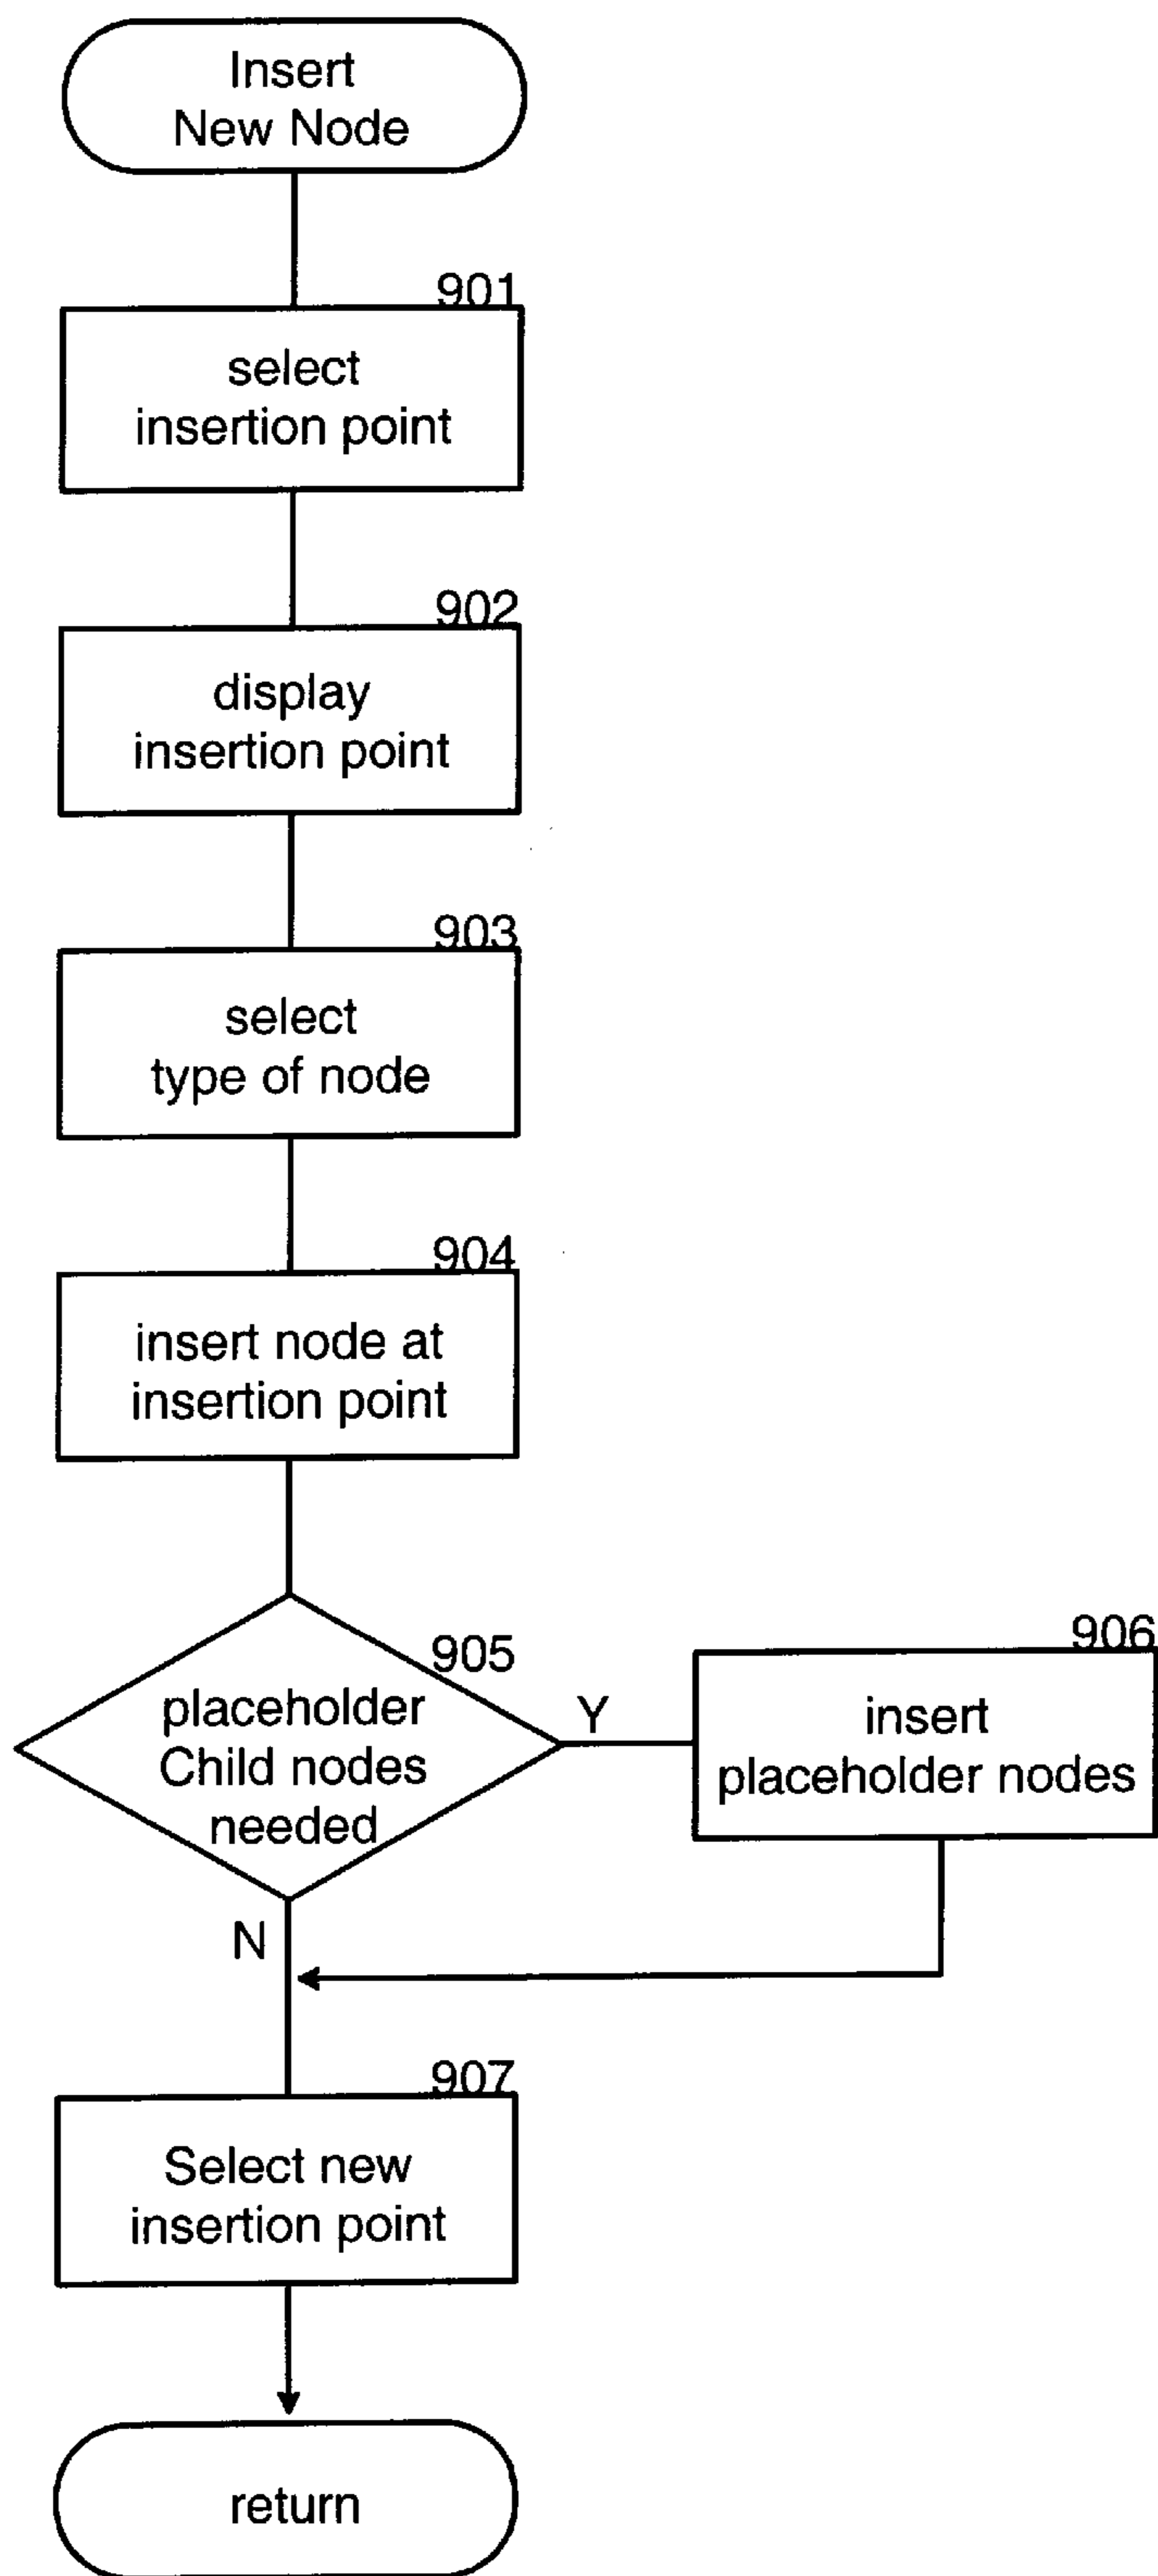 Insert
New Node
901
select
insertion point
902
display
insertion point
903
select
type of node
904
insert node at
insertion point
905
placeholder
Child nodes
needed
Y
906
insert
placeholder nodes
N
907
Select new
insertion point
return